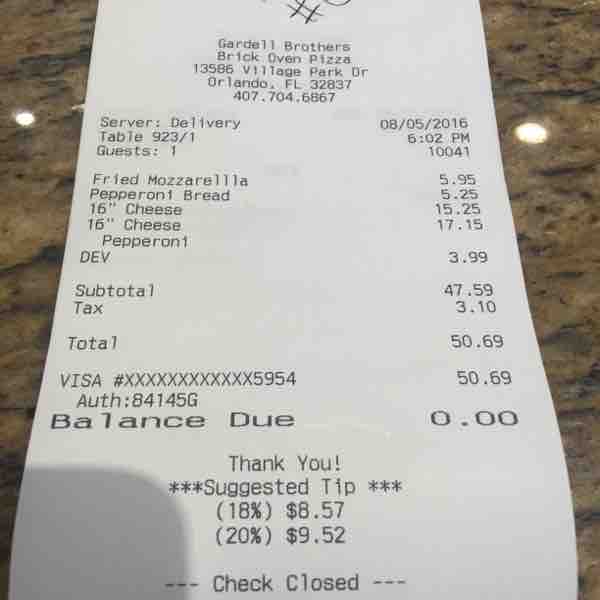 #
Gardell Brothers
Brick Oven Pizza
13586 Village Park Dr
Orlando, FL 32837
407.704.6867
Server: Delivery 08/05/2016
Table 923/1 6:02 PM
Guests: 1 10041
Fried Mozzarellla 5.95
Pepperoni Bread 5.25
16" Cheese 15.25
16" Cheese 17.15
Pepperoni
DEV 3.99
Subtotal 47.59
Tax 3.10
Total 50.69
VISA #XXXXXXXXXXXX5954 50.69
Auth:84145G
Balance Due 0.00
Thank You!
***Suggested Tip ***
(18%) $8.57
(20%) $9.52
--- Check Closed ---